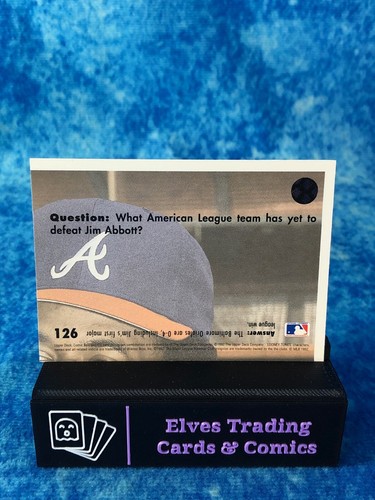 Question: What American League team has yet to
defeat Jim Abbott?
A
126
Answer: The Baltimore Orioles are 0-4, including Jim's first major
league win.
Elves Trading
Cards & Comics